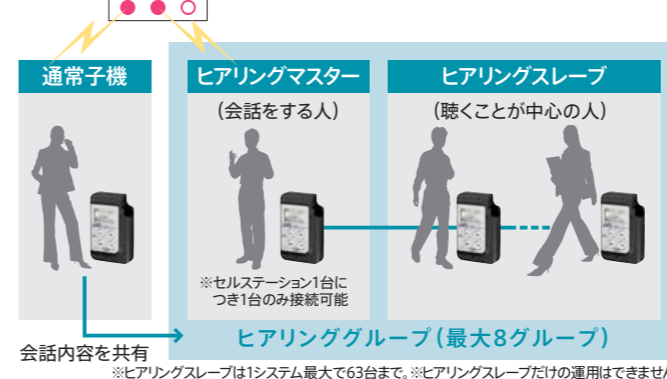 通常子機
ヒアリングマスター
(会話をする人)
※セルステーション1台に
つき1台のみ接続可能
ヒアリングスレーブ
(聴くことが中心の人)
ヒアリンググループ(最大8グループ)
会話内容を共有
※ヒアリングスレーブは1システム最大で63台まで。※ヒアリングスレーブだけの運用はできません